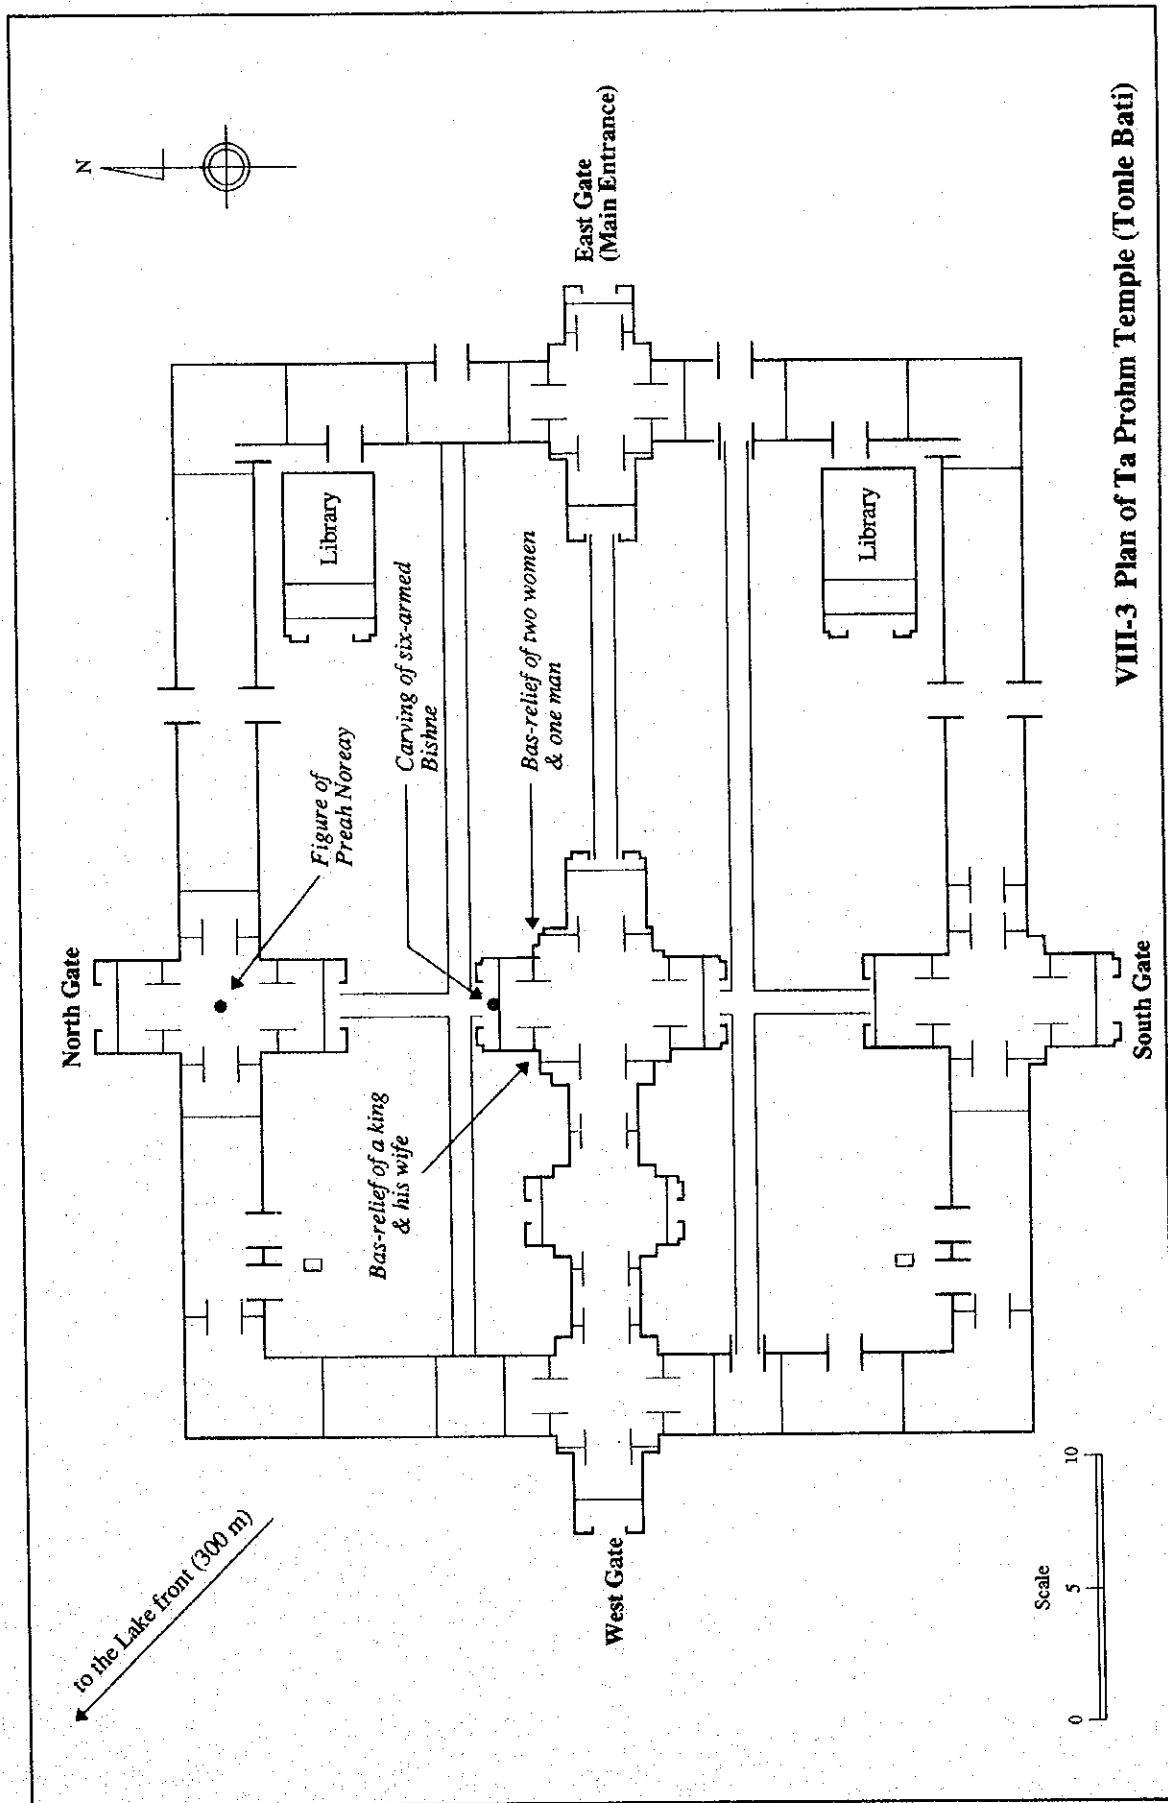 N
North Gate
Figure of
Preah Noreay
Carving of six-armed
Bishne
Bas-relief of two women
& one man
Bas-relief of a king
& his wife
Library
Library
East Gate
(Main Entrance)
West Gate
South Gate
to the Lake front (300 m)
Scale
0 5 10
VIII-3 Plan of Ta Prohm Temple (Tonle Bati)